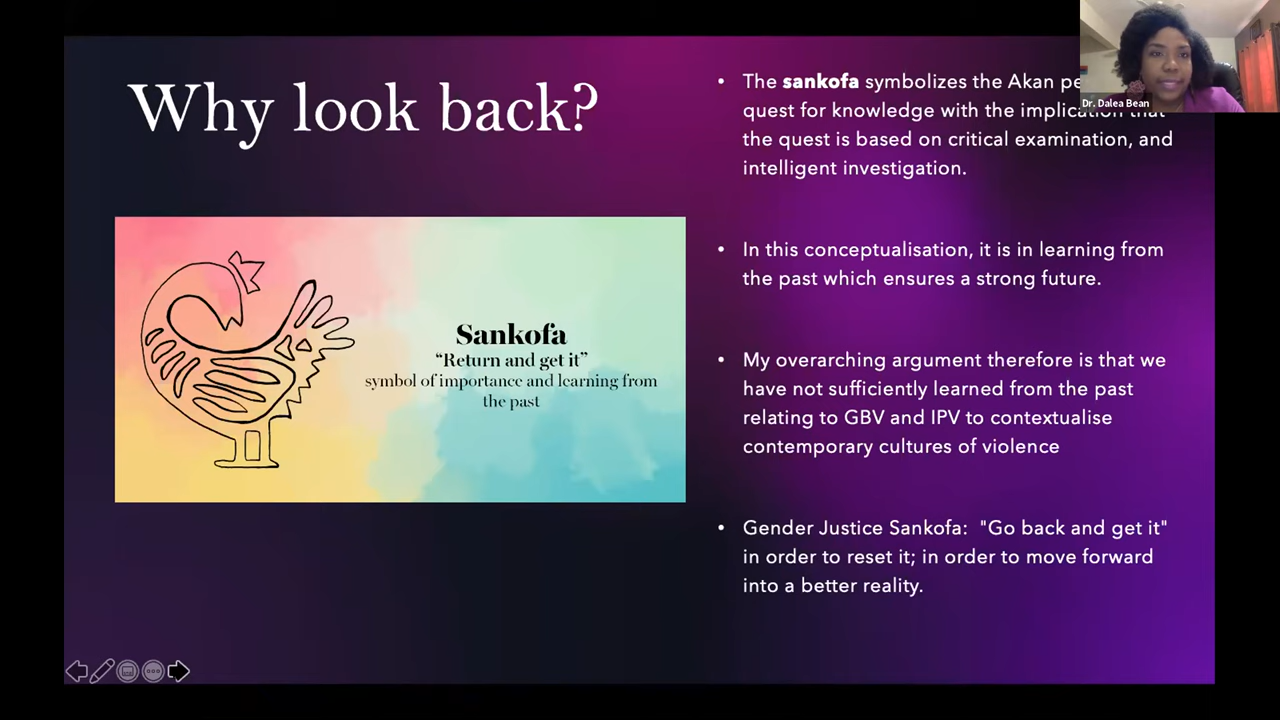 Why look back?
Sankofa
“Return and get it”
symbol of importance and learning from
the past
• The sankofa symbolizes the Akan
quest for knowledge with the implication that
the quest is based on critical examination, and
intelligent investigation.
• In this conceptualisation, it is in learning from
the past which ensures a strong future.
• My overarching argument therefore is that we
have not sufficiently learned from the past
relating to GBV and IPV to contextualise
contemporary cultures of violence
• Gender Justice Sankofa: "Go back and get it"
in order to reset it; in order to move forward
into a better reality.
Dr. Dalea Bean